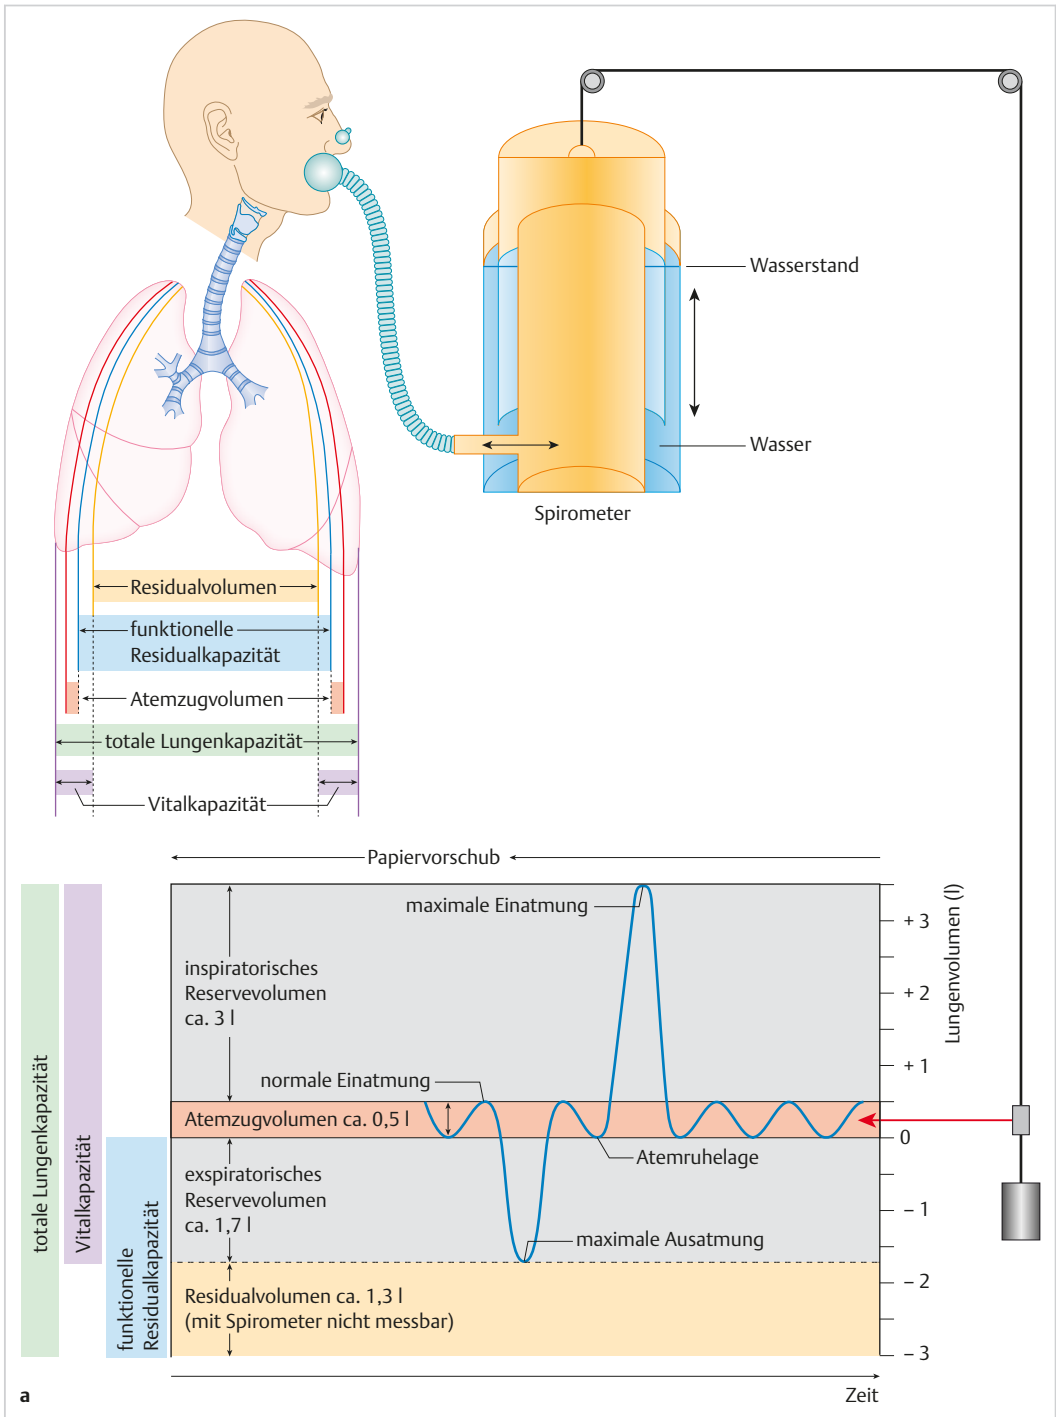 Wasserstand
Wasser
Spirometer
Residualvolumen
funktionelle
Residualkapazität
Atemzugvolumen
totale Lungenkapazität
Vitalkapazität
Papiervorschub
maximale Einatmung
inspiratorisches
Reservevolumen
ca. 3 l
normale Einatmung
Atemzugvolumen ca. 0,5 l
Atemruhelage
exspiratorisches
Reservevolumen
ca. 1,7 l
maximale Ausatmung
Residualvolumen ca. 1,3 l
(mit Spirometer nicht messbar)
totale Lungenkapazität
Vitalkapazität
funktionelle
Residualkapazität
+ 3
+ 2
+ 1
0
– 1
– 2
– 3
Lungenvolumen (l)
a
Zeit